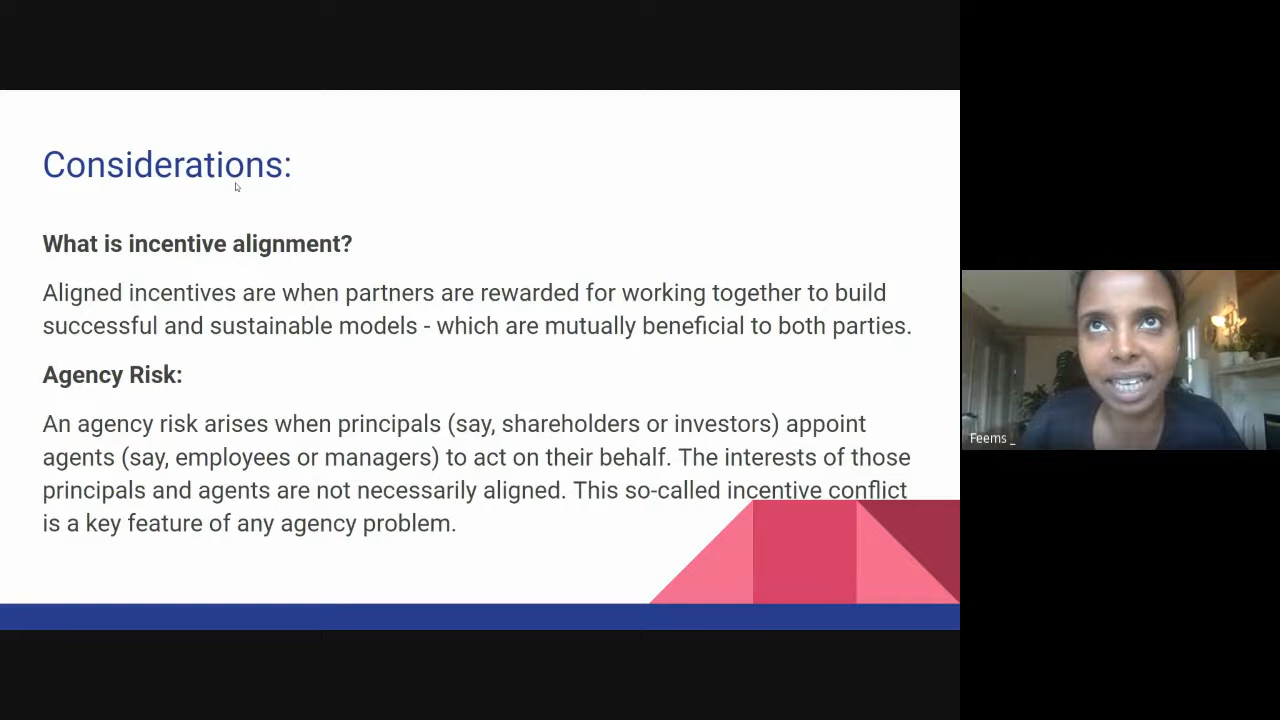 Considerations:
What is incentive alignment?
Aligned incentives are when partners are rewarded for working together to build
successful and sustainable models - which are mutually beneficial to both parties.
Agency Risk:
An agency risk arises when principals (say, shareholders or investors) appoint
agents (say, employees or managers) to act on their behalf. The interests of those
principals and agents are not necessarily aligned. This so-called incentive conflict
is a key feature of any agency problem.
Feems _